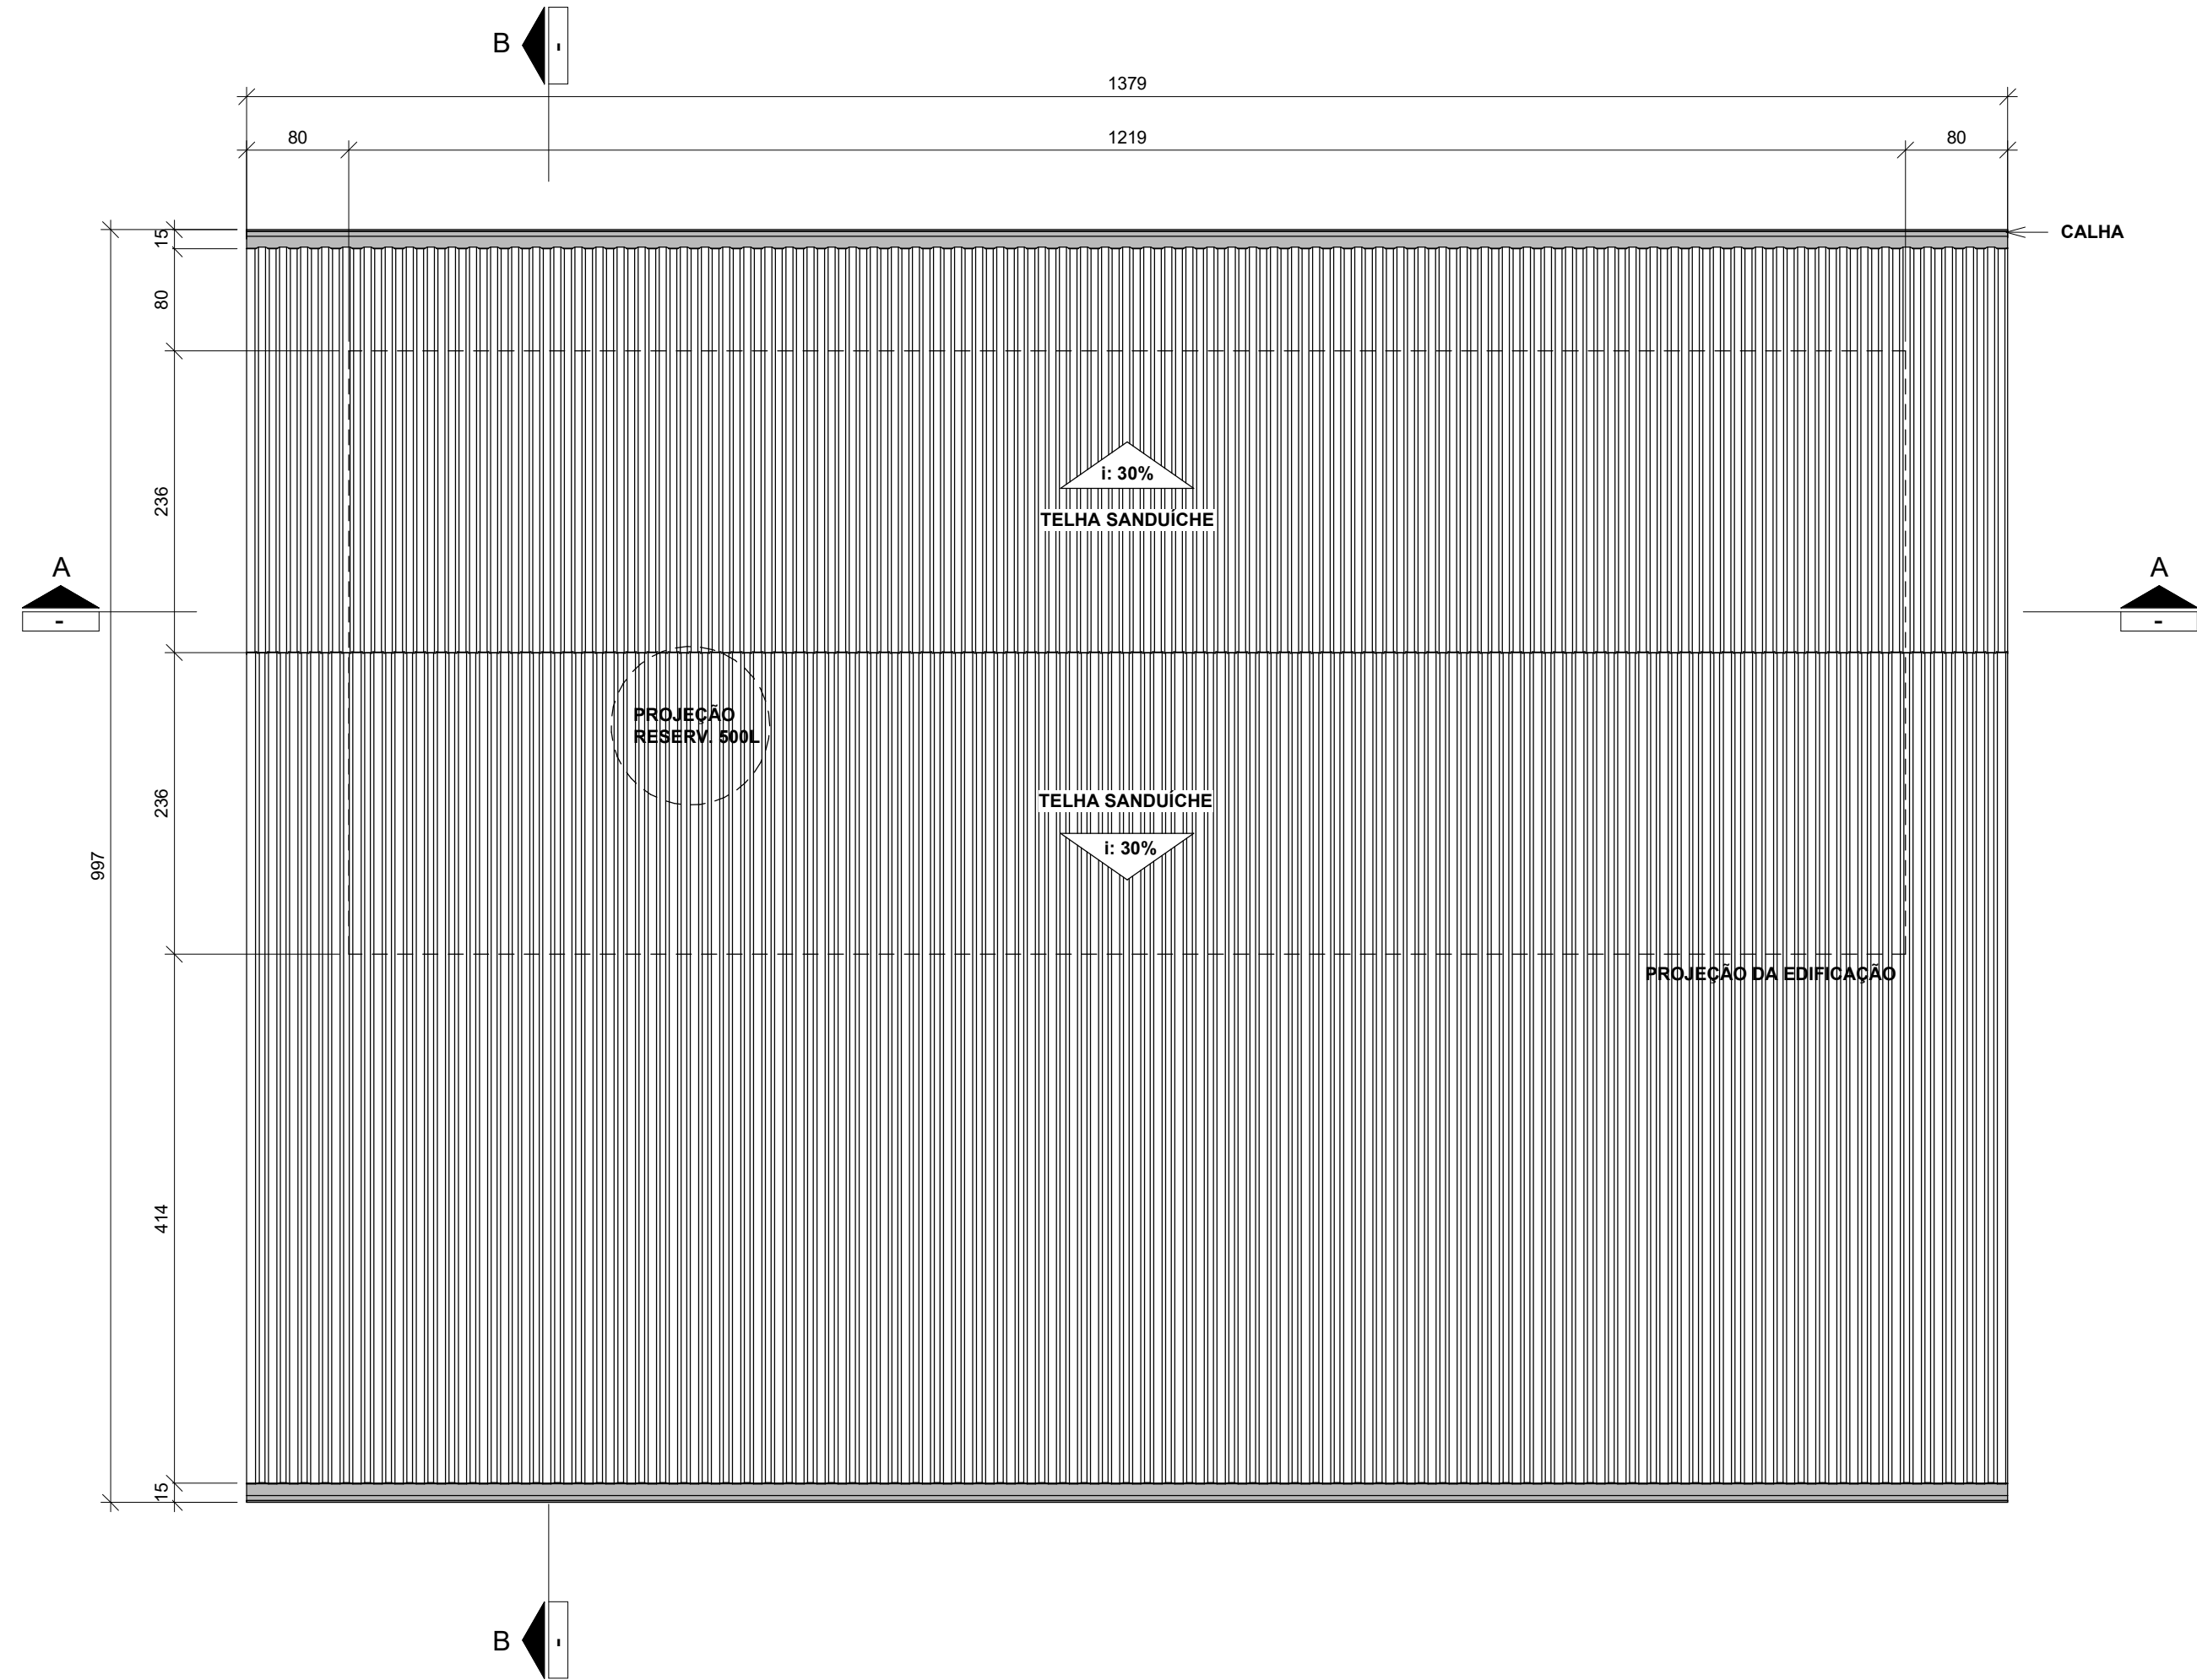 B
-
1379
80
1219
80
15
CALHA
80
i: 30%
TELHA SANDUÍCHE
236
A
-
A
-
PROJEÇÃO
RESERV. 500L
236
TELHA SANDUÍCHE
i: 30%
997
PROJEÇÃO DA EDIFICAÇÃO
414
15
B
-